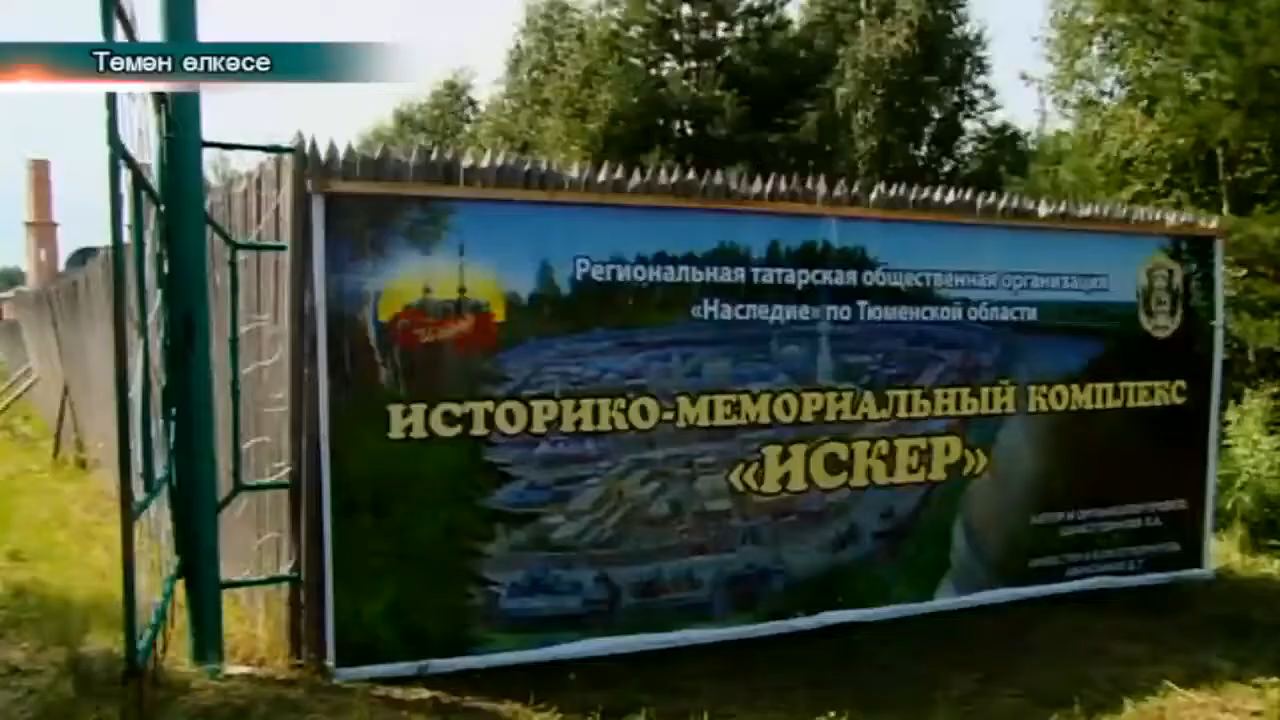 Төмән өлкәсе
Региональная татарская общественная организация
«Наследие» по Тюменской области
ИСТОРИКО-МЕМОРИАЛЬНЫЙ КОМПЛЕКС
«ИСКЕР»